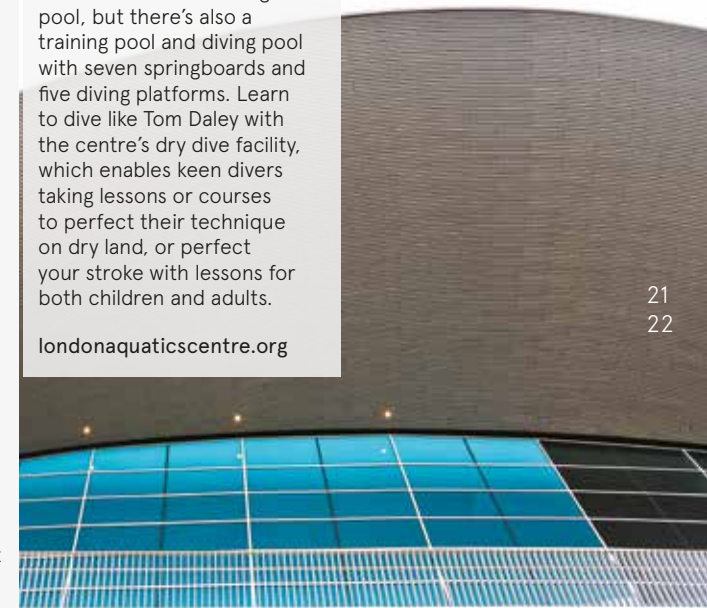 pool, but there's also a
training pool and diving pool
with seven springboards and
five diving platforms. Learn
to dive like Tom Daley with
the centre's dry dive facility,
which enables keen divers
taking lessons or courses
to perfect their technique
on dry land, or perfect
your stroke with lessons for
both children and adults.
londonaquaticscentre.org
21
22